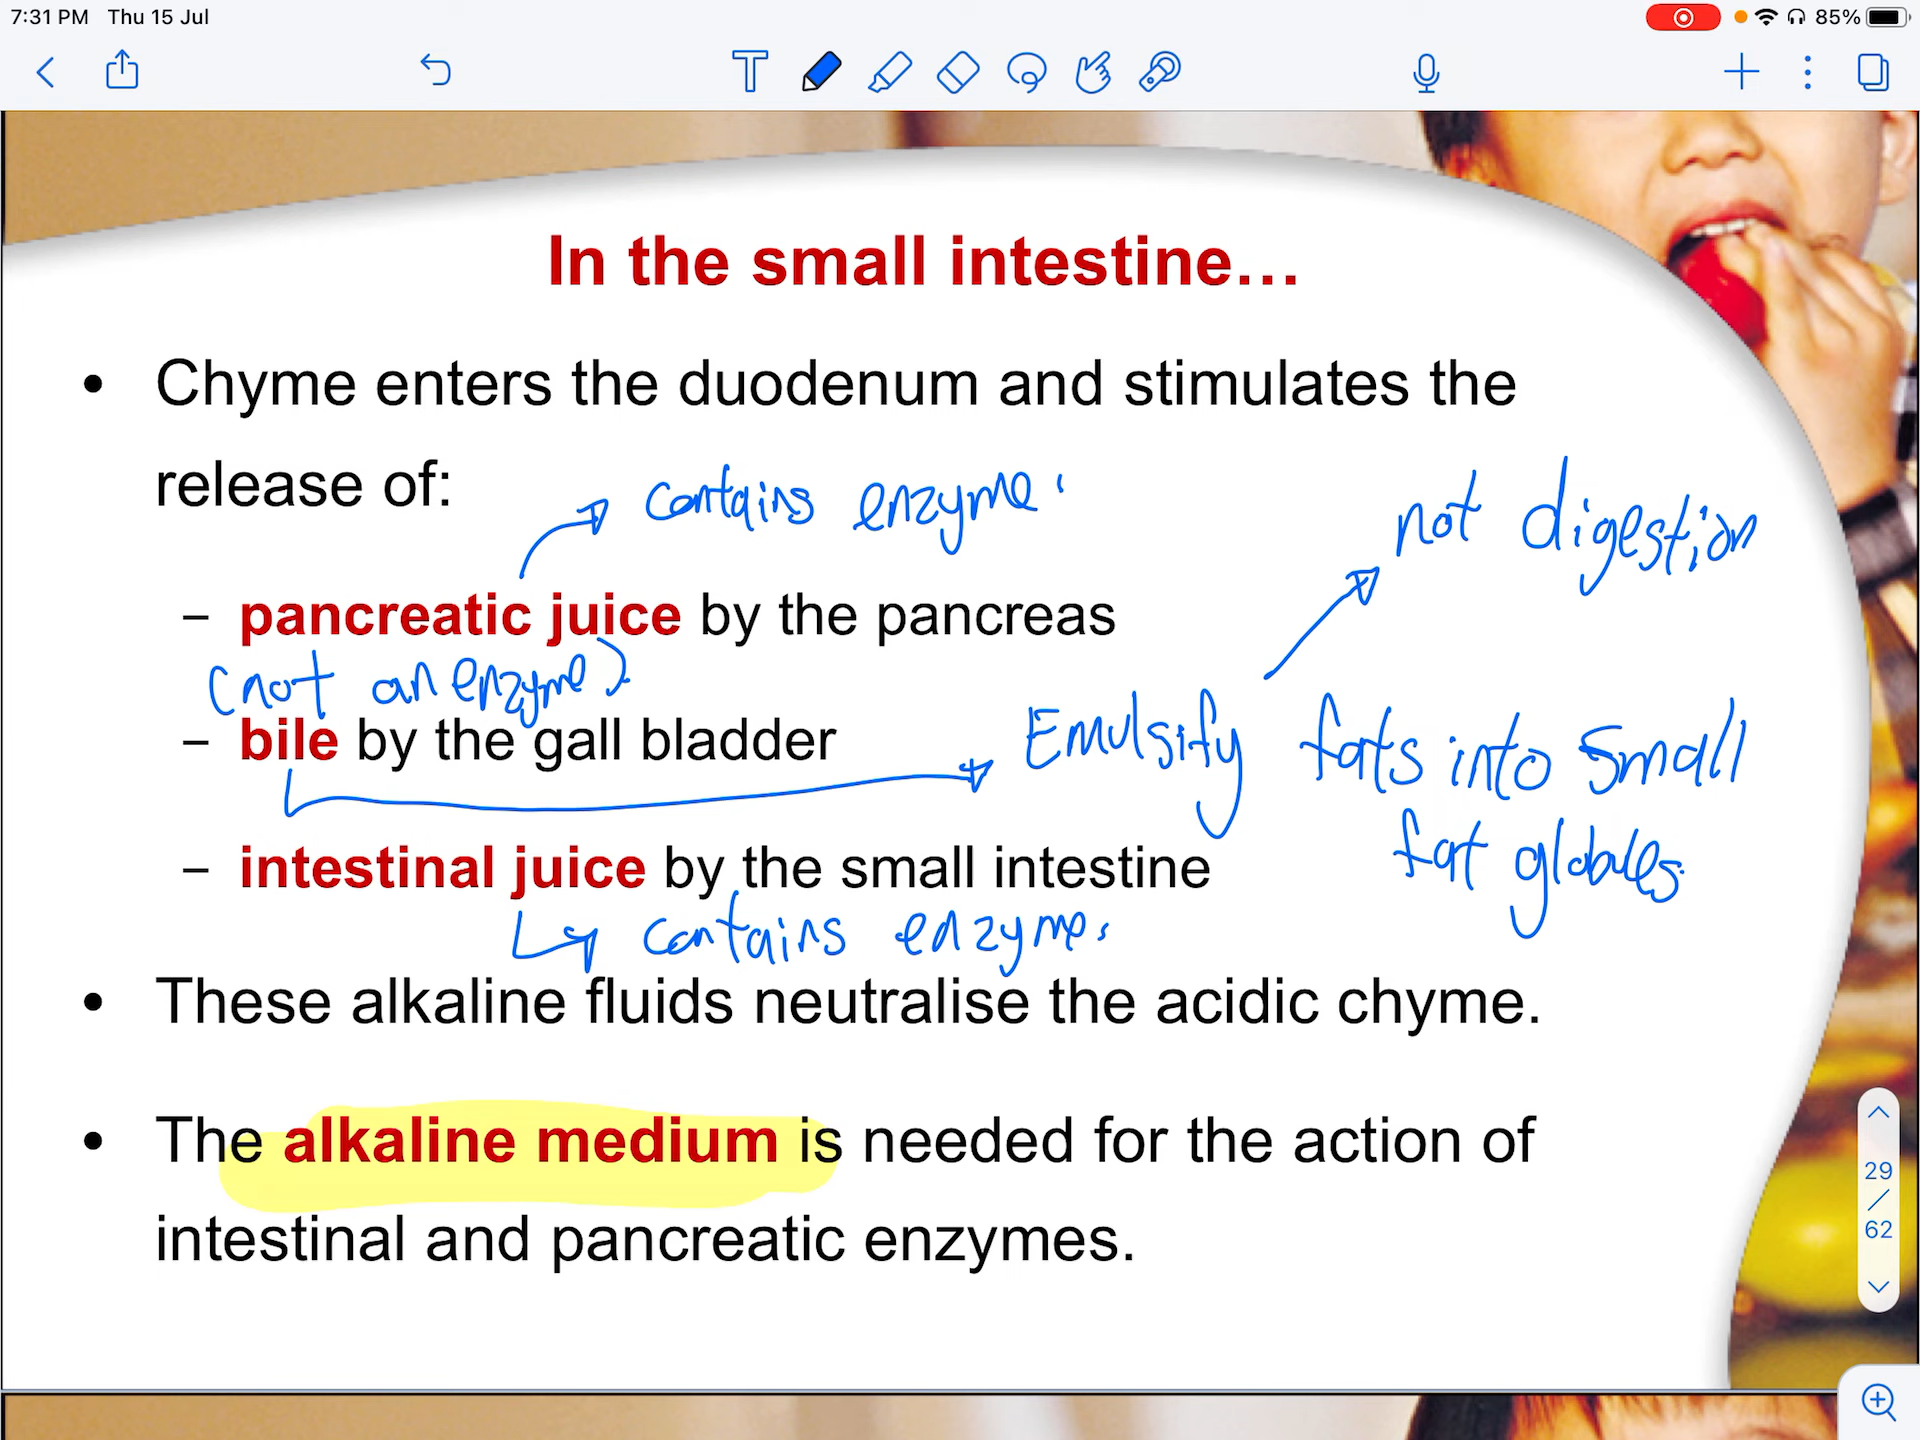 7:31 PM Thu 15 Jul
85%
In the small intestine…
• Chyme enters the duodenum and stimulates the
release of:
contains enzyme.
not digestion
– pancreatic juice by the pancreas
(not an enzyme)
– bile by the gall bladder
Emulsify fats into small
fat globules.
– intestinal juice by the small intestine
contains enzyme.
• These alkaline fluids neutralise the acidic chyme.
• The alkaline medium is needed for the action of
intestinal and pancreatic enzymes.
29
/
62